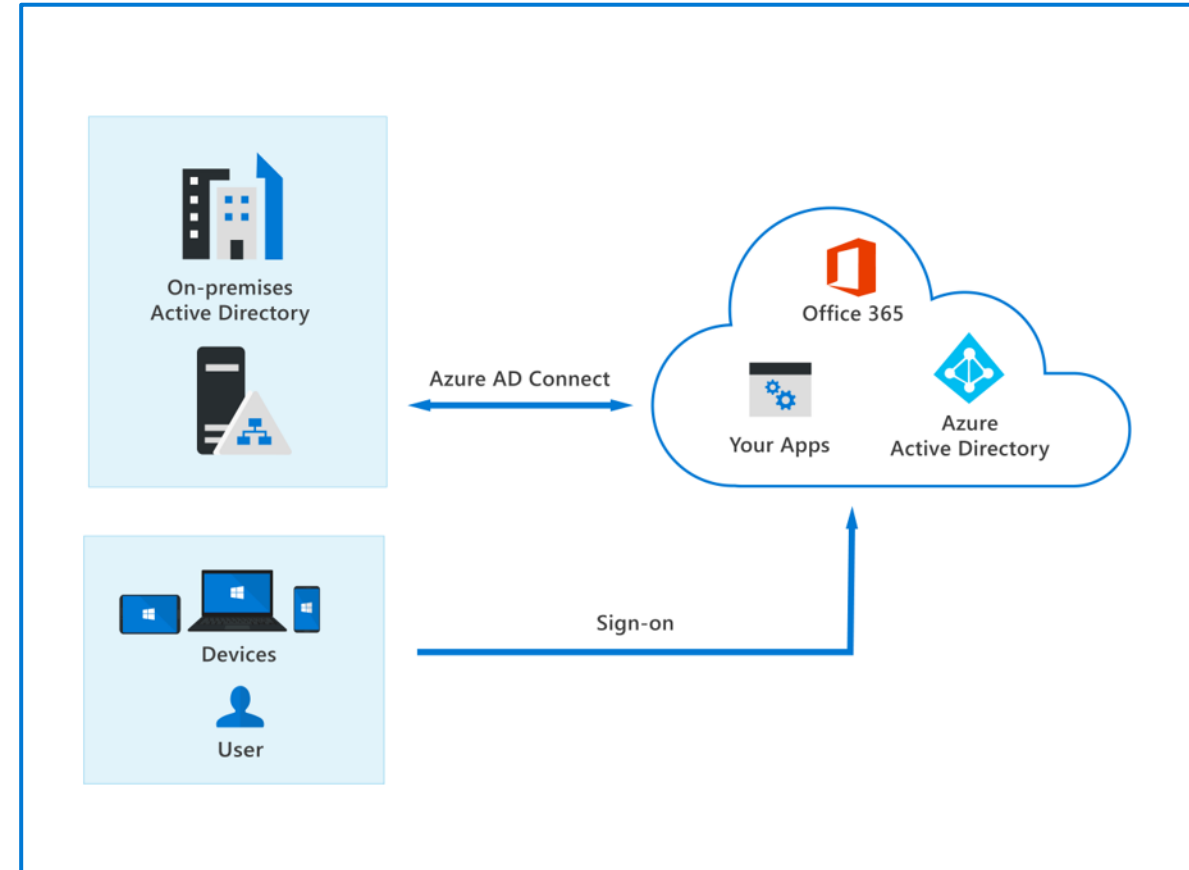 On-premises
Active Directory
Azure AD Connect
Office 365
Your Apps
Azure
Active Directory
Devices
User
Sign-on